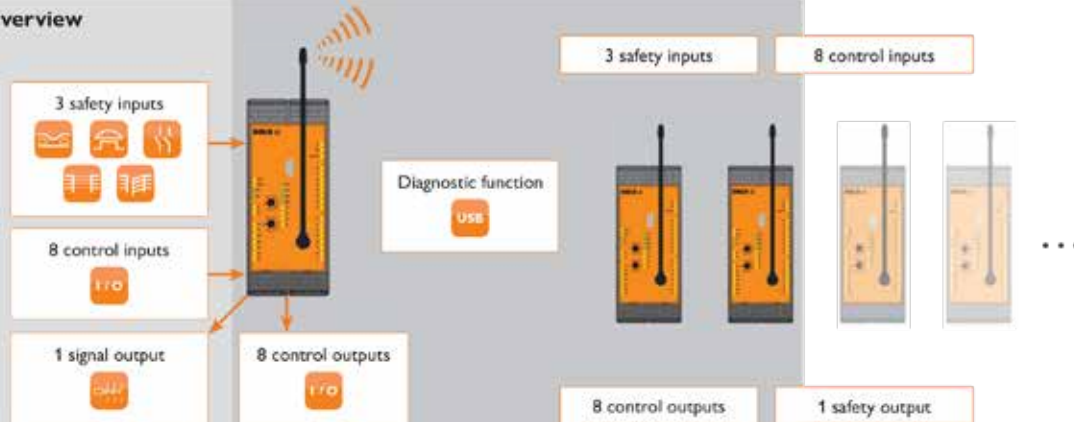 verview
3 safety inputs
8 control inputs
I/O
1 signal output
8 control outputs
I/O
Diagnostic function
USB
3 safety inputs
8 control inputs
8 control outputs
1 safety output
. . .